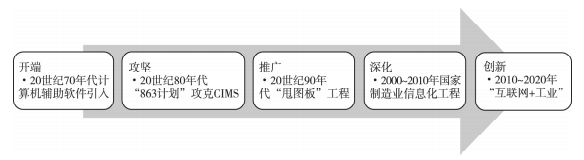 开端
·20世纪70年代计
算机辅助软件引入
攻坚
·20世纪80年代
“863计划”攻克CIMS
推广
·20世纪90年
代“甩图板”工程
深化
·2000~2010年国家
制造业信息化工程
创新
·2010~2020年
“互联网+工业”